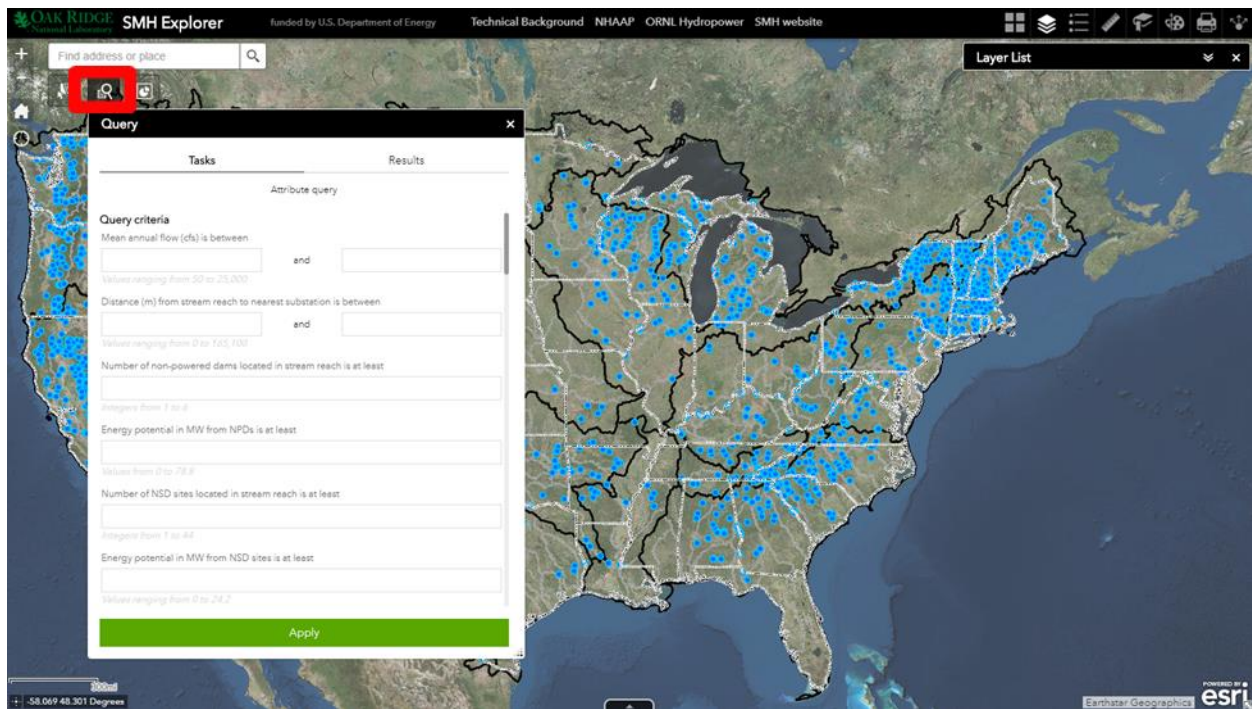 OAK RIDGE
National Laboratory
SMH Explorer
funded by U.S. Department of Energy
Technical Background NHAAP ORNL Hydropower SMH website
Find address or place
Layer List
Query
Tasks Results
Attribute query
Query criteria
Mean annual flow (cfs) is between
and
Values ranging from 50 to 25,000
Distance (m) from stream reach to nearest substation is between
and
Values ranging from 0 to 185,100
Number of non-powered dams located in stream reach is at least
Integers from 1 to 6
Energy potential in MW from NPDs is at least
Values from 0 to 78.6
Number of NSD sites located in stream reach is at least
Integers from 1 to 44
Energy potential in MW from NSD sites is at least
Values ranging from 0 to 24.2
Apply
300mi
-58.069 48.301 Degrees
Earthstar Geographics
POWERED BY
esri